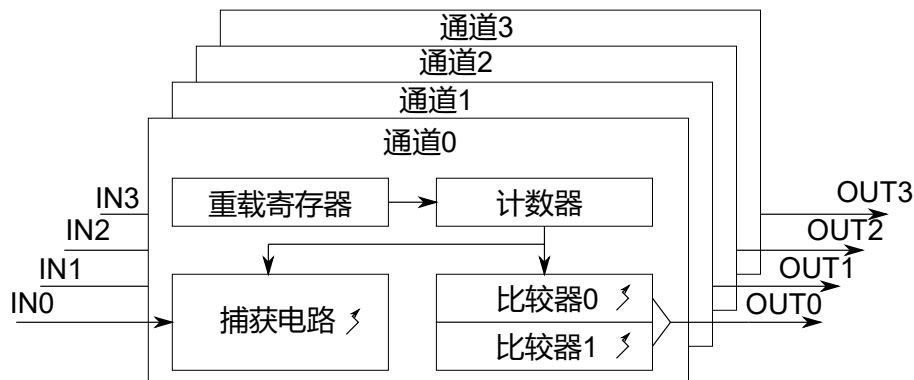 通道3
通道2
通道1
通道0
IN3
IN2
IN1
IN0
重载寄存器
计数器
捕获电路
比较器0
比较器1
OUT3
OUT2
OUT1
OUT0